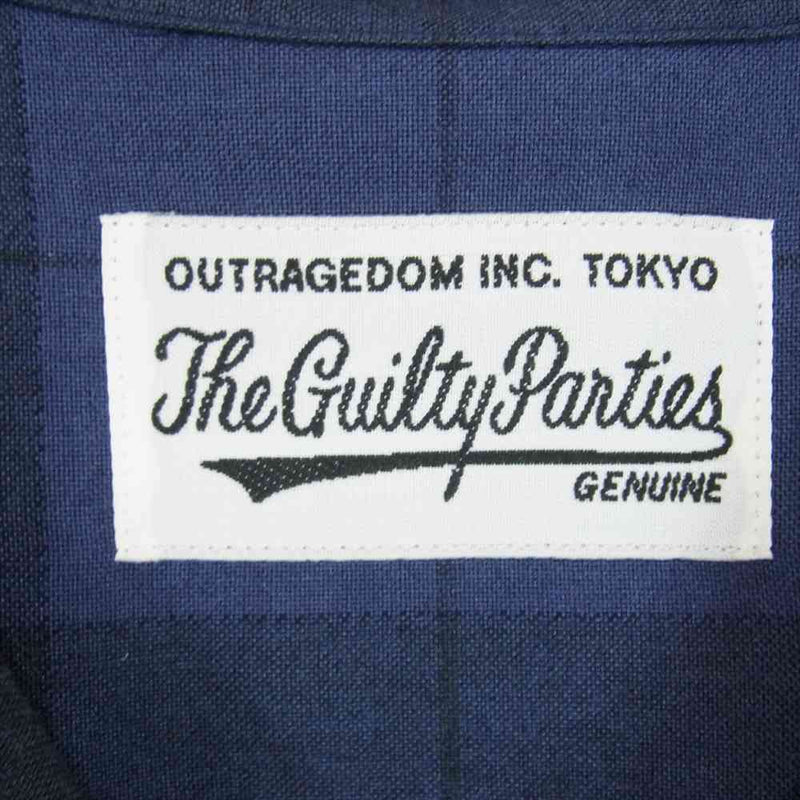 OUTRAGEDOM INC. TOKYO
The Guilty Parties
GENUINE